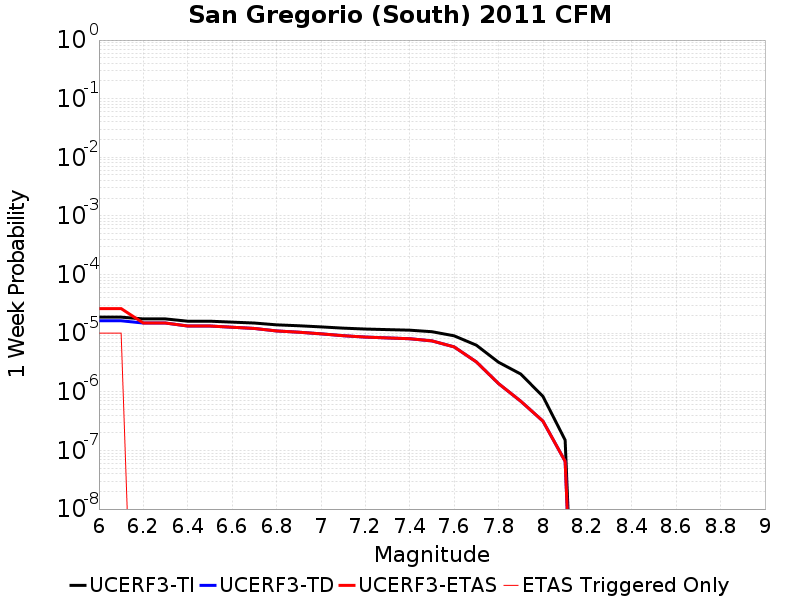 San Gregorio (South) 2011 CFM
1 Week Probability
10^0
10^-1
10^-2
10^-3
10^-4
10^-5
10^-6
10^-7
10^-8
6 6.2 6.4 6.6 6.8 7 7.2 7.4 7.6 7.8 8 8.2 8.4 8.6 8.8 9
Magnitude
UCERF3-TI UCERF3-TD UCERF3-ETAS ETAS Triggered Only